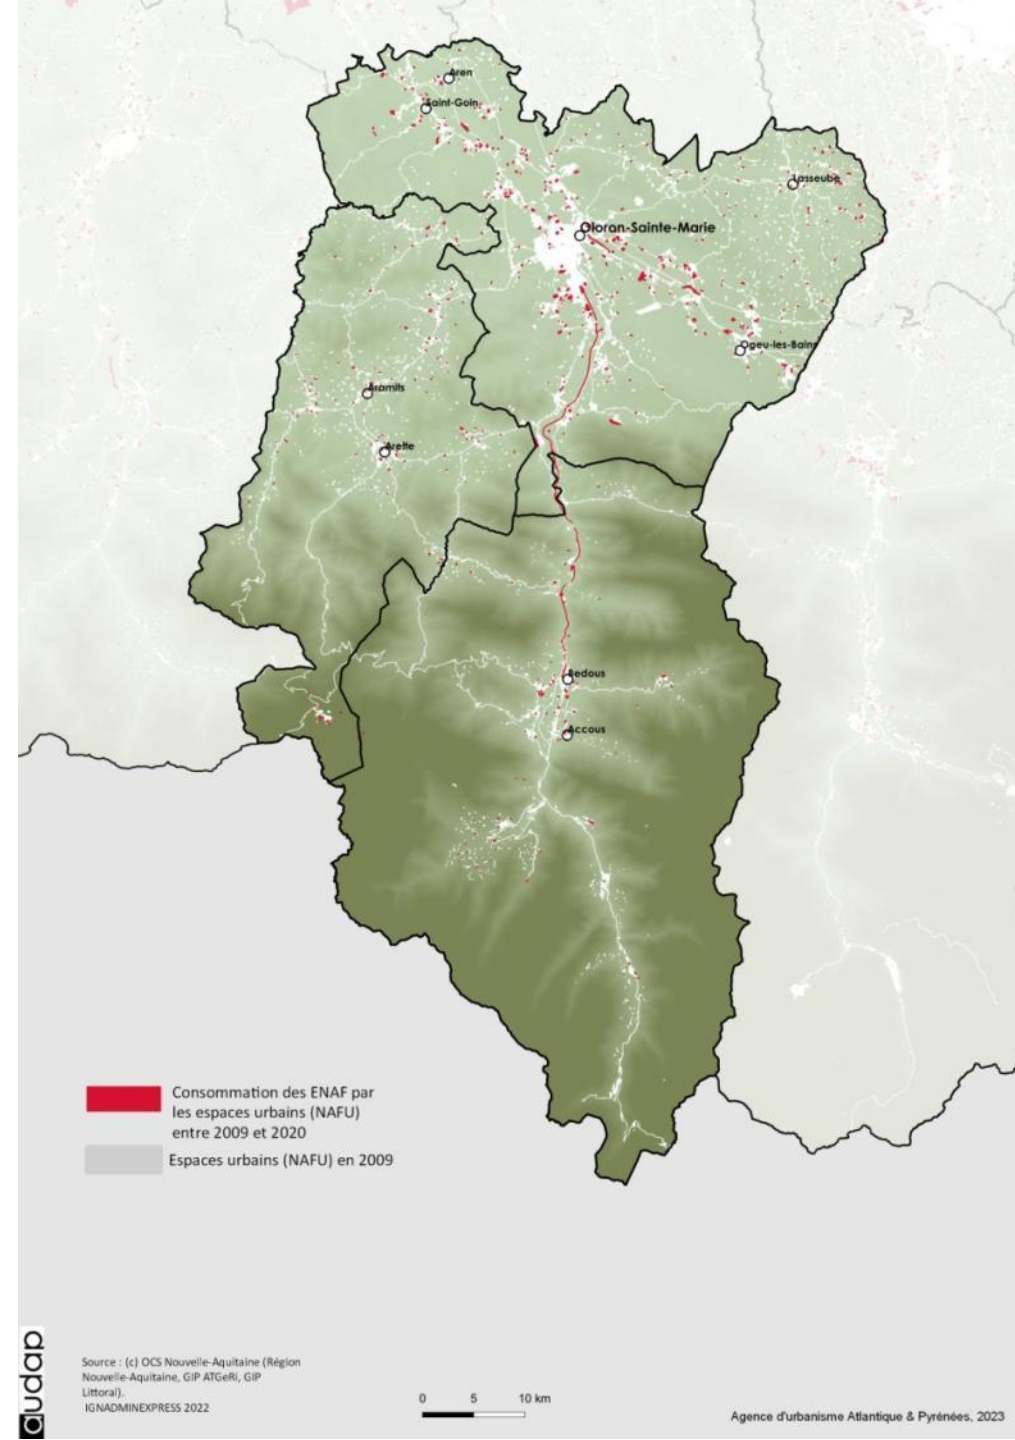 Aren
Saint-Goin
Lasseube
Oloron-Sainte-Marie
Ogeu-les-Bains
Aramits
Arette
Bedous
Accous
Consommation des ENAF par
les espaces urbains (NAFU)
entre 2009 et 2020
Espaces urbains (NAFU) en 2009
audap
Source : (c) OCS Nouvelle-Aquitaine (Région
Nouvelle-Aquitaine, GIP ATGeRi, GIP
Littoral).
IGNADMINEXPRESS 2022
0 5 10 km
Agence d'urbanisme Atlantique & Pyrénées, 2023